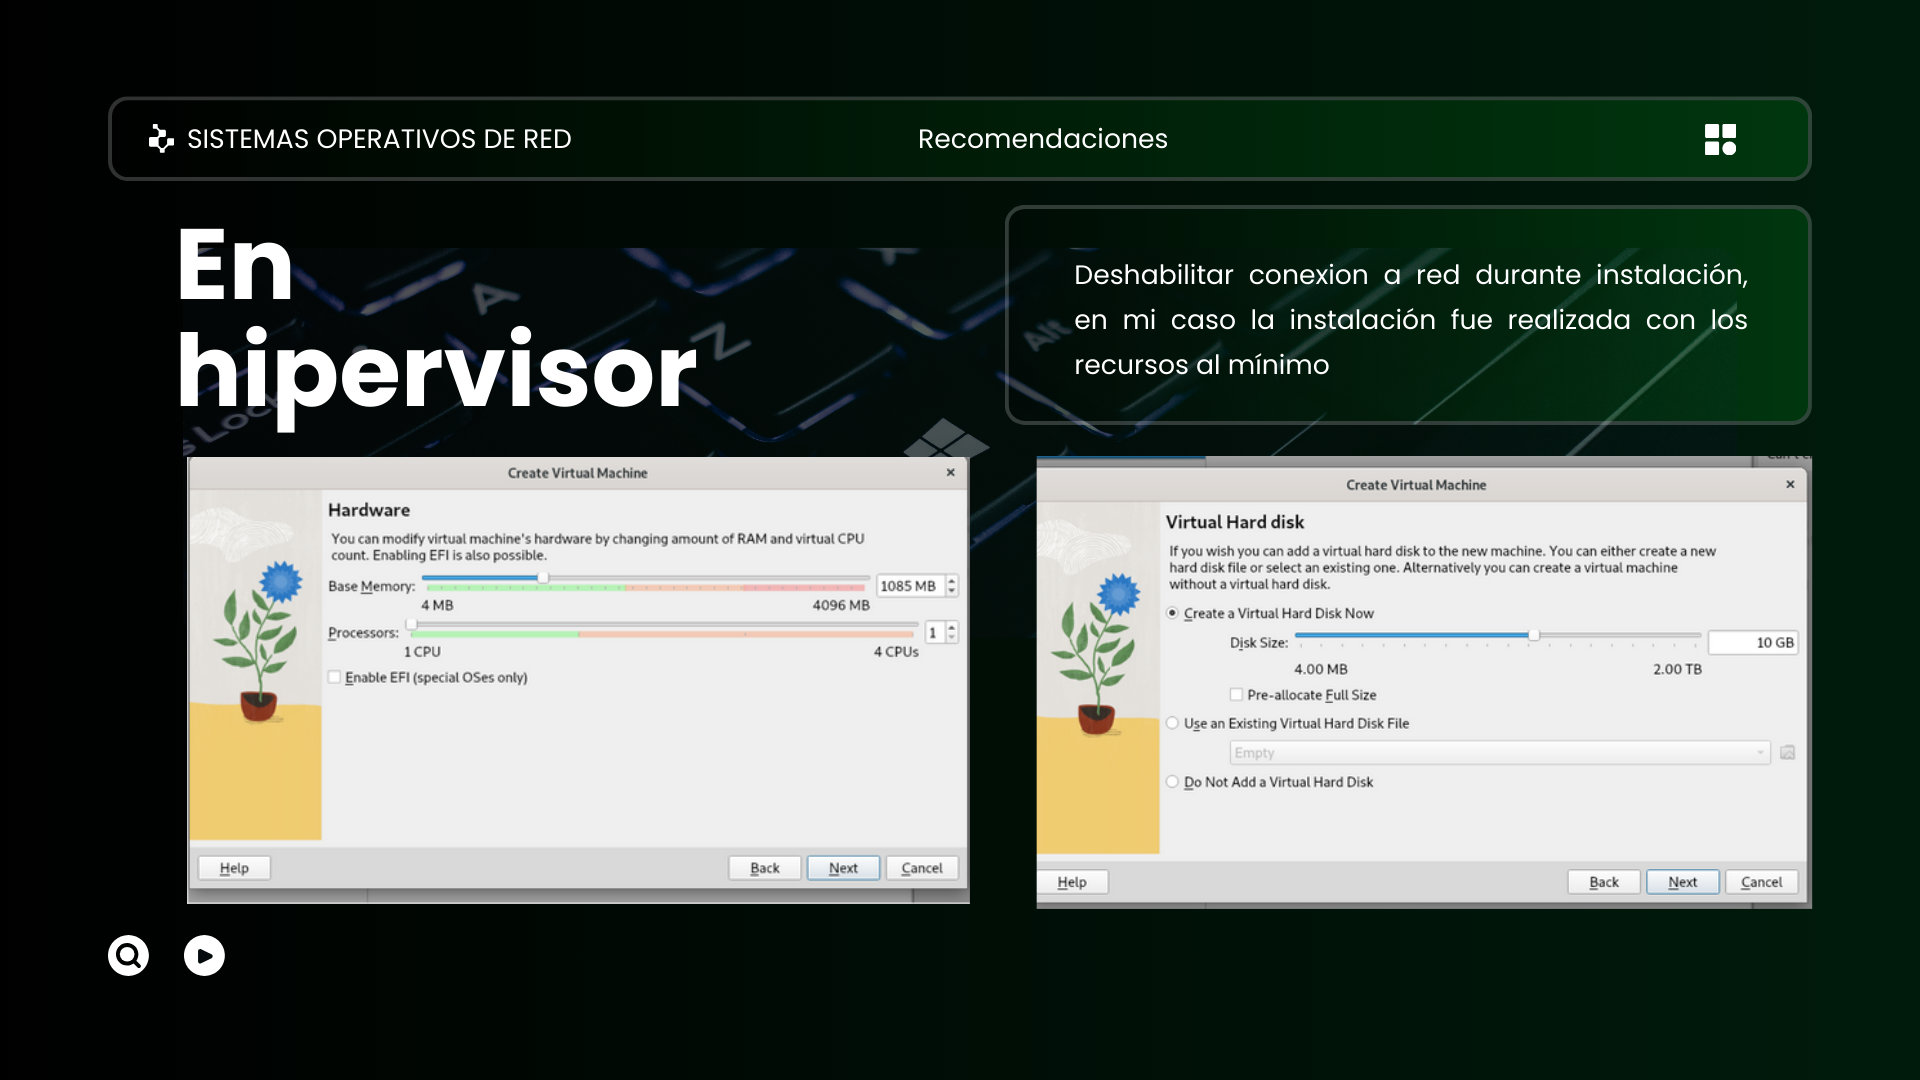 SISTEMAS OPERATIVOS DE RED
Recomendaciones
En
hipervisor
Deshabilitar conexion a red durante instalación,
en mi caso la instalación fue realizada con los
recursos al mínimo
A
Z
Alt
s Lock
Create Virtual Machine
Hardware
You can modify virtual machine's hardware by changing amount of RAM and virtual CPU
count. Enabling EFI is also possible.
Base Memory:
1085 MB
4 MB
4096 MB
Processors:
1
1 CPU
4 CPUs
Enable EFI (special OSes only)
Help
Back
Next
Cancel
Create Virtual Machine
Virtual Hard disk
If you wish you can add a virtual hard disk to the new machine. You can either create a new
hard disk file or select an existing one. Alternatively you can create a virtual machine
without a virtual hard disk.
Create a Virtual Hard Disk Now
Disk Size:
10 GB
4.00 MB
2.00 TB
Pre-allocate Full Size
Use an Existing Virtual Hard Disk File
Empty
Do Not Add a Virtual Hard Disk
Help
Back
Next
Cancel